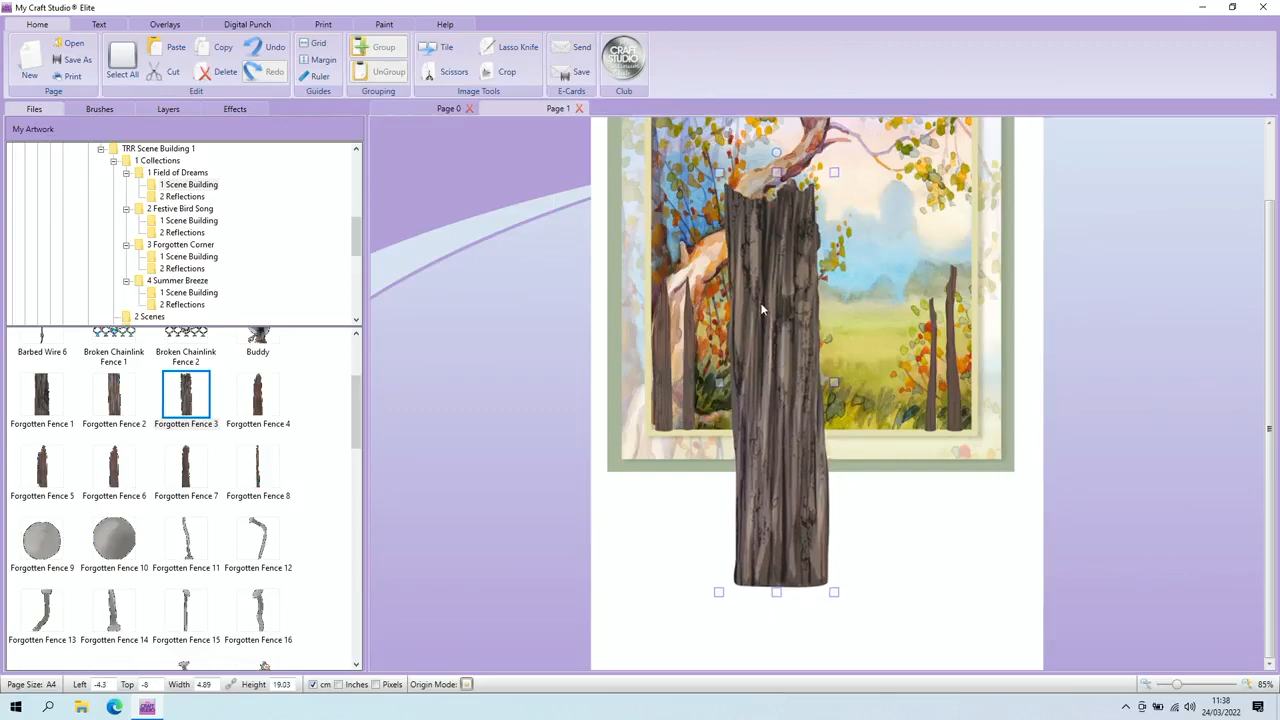 My Craft Studio® Elite
Home Text Overlays Digital Punch Print Paint Help
New Open Save As Print Select All Paste Copy Undo Cut Delete Redo Grid Margin Ruler Group UnGroup Tile Lasso Knife Scissors Crop Send Save MY CRAFT STUDIO
Page Edit Guides Grouping Image Tools E-Cards Club
Files Brushes Layers Effects Page 0 Page 1
My Artwork
TRR Scene Building 1
1 Collections
1 Field of Dreams
1 Scene Building
2 Reflections
2 Festive Bird Song
1 Scene Building
2 Reflections
3 Forgotten Corner
1 Scene Building
2 Reflections
4 Summer Breeze
1 Scene Building
2 Reflections
2 Scenes
Barbed Wire 6 Broken Chainlink Fence 1 Broken Chainlink Fence 2 Buddy
Forgotten Fence 1 Forgotten Fence 2 Forgotten Fence 3 Forgotten Fence 4
Forgotten Fence 5 Forgotten Fence 6 Forgotten Fence 7 Forgotten Fence 8
Forgotten Fence 9 Forgotten Fence 10 Forgotten Fence 11 Forgotten Fence 12
Forgotten Fence 13 Forgotten Fence 14 Forgotten Fence 15 Forgotten Fence 16
Page Size: A4 Left -4.3 Top -8 Width 4.89 Height 19.03 cm Inches Pixels Origin Mode: 85%
11:38
24/03/2022